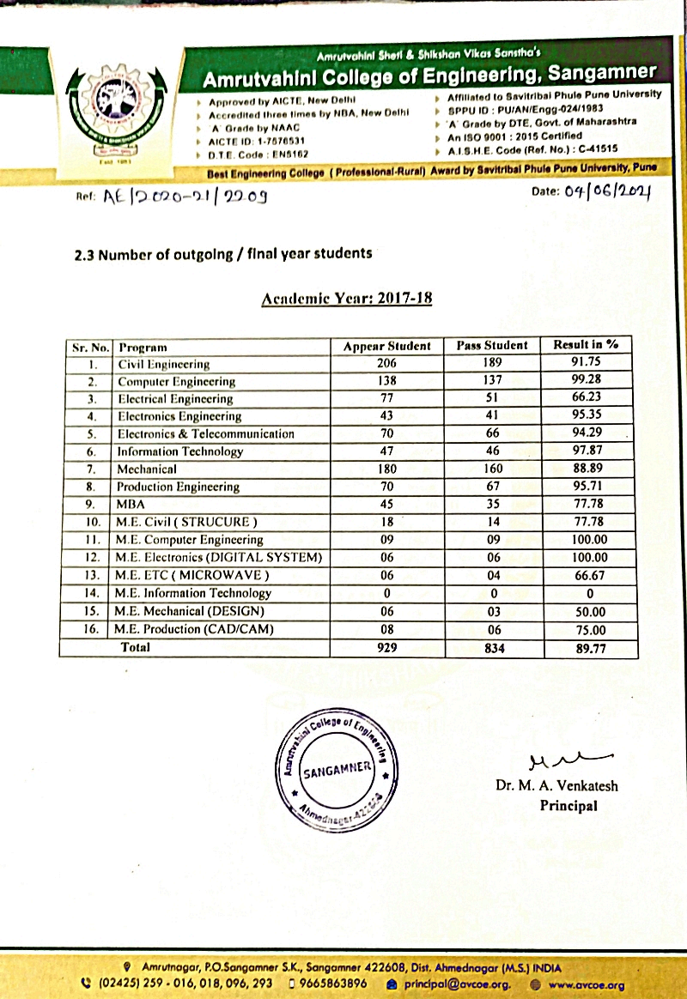 Amrutvahini Sheti & Shikshan Vikas Sanstha's
Amrutvahini College of Engineering, Sangamner
Approved by AICTE, New Delhi
Accredited three times by NBA, New Delhi
'A' Grade by NAAC
AICTE ID: 1-7576531
D.T.E. Code : EN5162
Affiliated to Savitribai Phule Pune University
SPPU ID : PU/AN/Engg-024/1983
'A' Grade by DTE, Govt. of Maharashtra
An ISO 9001 : 2015 Certified
A.I.S.H.E. Code (Ref. No.) : C-41515
Best Engineering College ( Professional-Rural) Award by Savitribai Phule Pune University, Pune
Ref: AE/2020-21/2209 Date: 04/06/2021
2.3 Number of outgoing / final year students
Academic Year: 2017-18
Sr. No. Program Appear Student Pass Student Result in %
1. Civil Engineering 206 189 91.75
2. Computer Engineering 138 137 99.28
3. Electrical Engineering 77 51 66.23
4. Electronics Engineering 43 41 95.35
5. Electronics & Telecommunication 70 66 94.29
6. Information Technology 47 46 97.87
7. Mechanical 180 160 88.89
8. Production Engineering 70 67 95.71
9. MBA 45 35 77.78
10. M.E. Civil ( STRUCURE ) 18 14 77.78
11. M.E. Computer Engineering 09 09 100.00
12. M.E. Electronics (DIGITAL SYSTEM) 06 06 100.00
13. M.E. ETC ( MICROWAVE ) 06 04 66.67
14. M.E. Information Technology 0 0 0
15. M.E. Mechanical (DESIGN) 06 03 50.00
16. M.E. Production (CAD/CAM) 08 06 75.00
Total 929 834 89.77
Amrutvahini College of Engineering
SANGAMNER
Ahmednagar-422608
Dr. M. A. Venkatesh
Principal
Amrutnagar, P.O.Sangamner S.K., Sangamner 422608, Dist. Ahmednagar (M.S.) INDIA
(02425) 259 - 016, 018, 096, 293 9665863896 principal@avcoe.org. www.avcoe.org